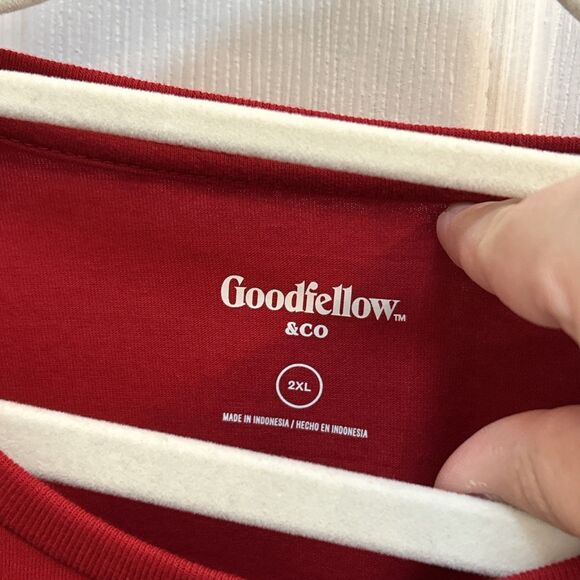 Goodfellow™
&CO
2XL
MADE IN INDONESIA / HECHO EN INDONESIA